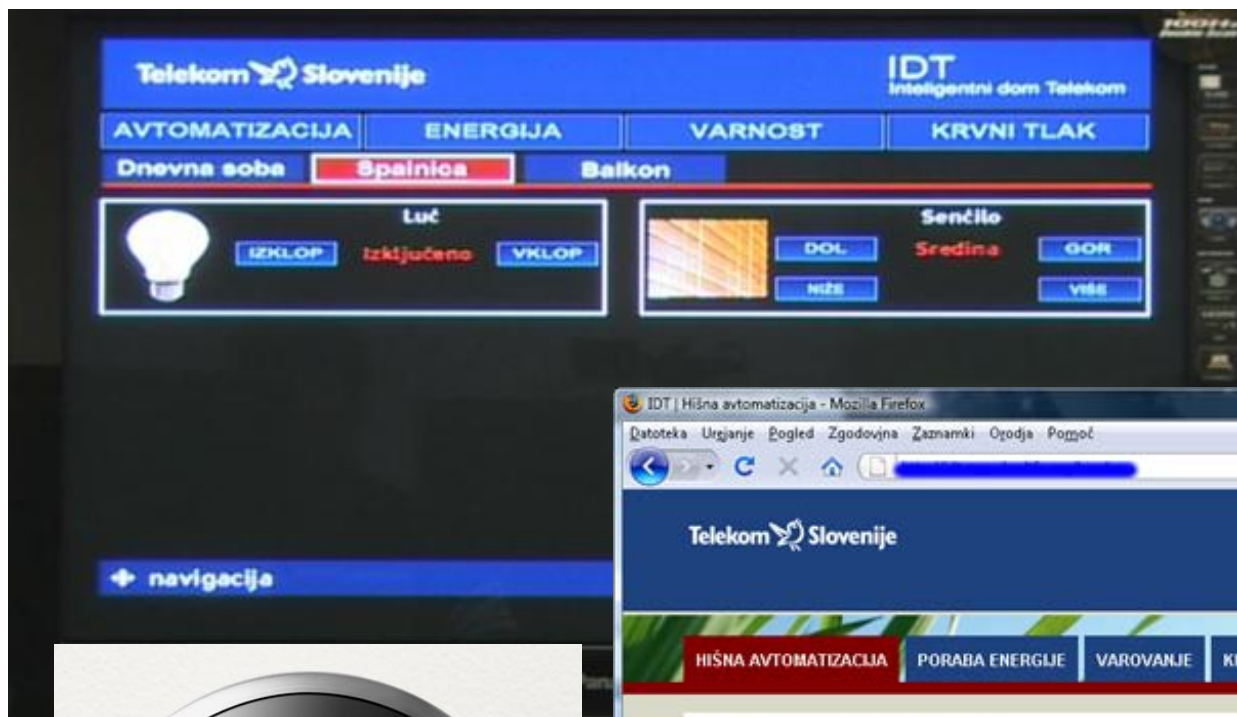 100Hz
Telekom Slovenije
IDT
Inteligentni dom Telekom
AVTOMATIZACIJA ENERGIJA VARNOST KRVNI TLAK
Dnevna soba Spalnica Balkon
Luč
IZKLOP Izključeno VKLOP
Senčilo
DOL Sredina GOR
NIŽE VIŠE
navigacija
IDT | Hišna avtomatizacija - Mozilla Firefox
Datoteka Urejanje Pogled Zgodovina Zaznamki Orodja Pomoč
Telekom Slovenije
HIŠNA AVTOMATIZACIJA PORABA ENERGIJE VAROVANJE